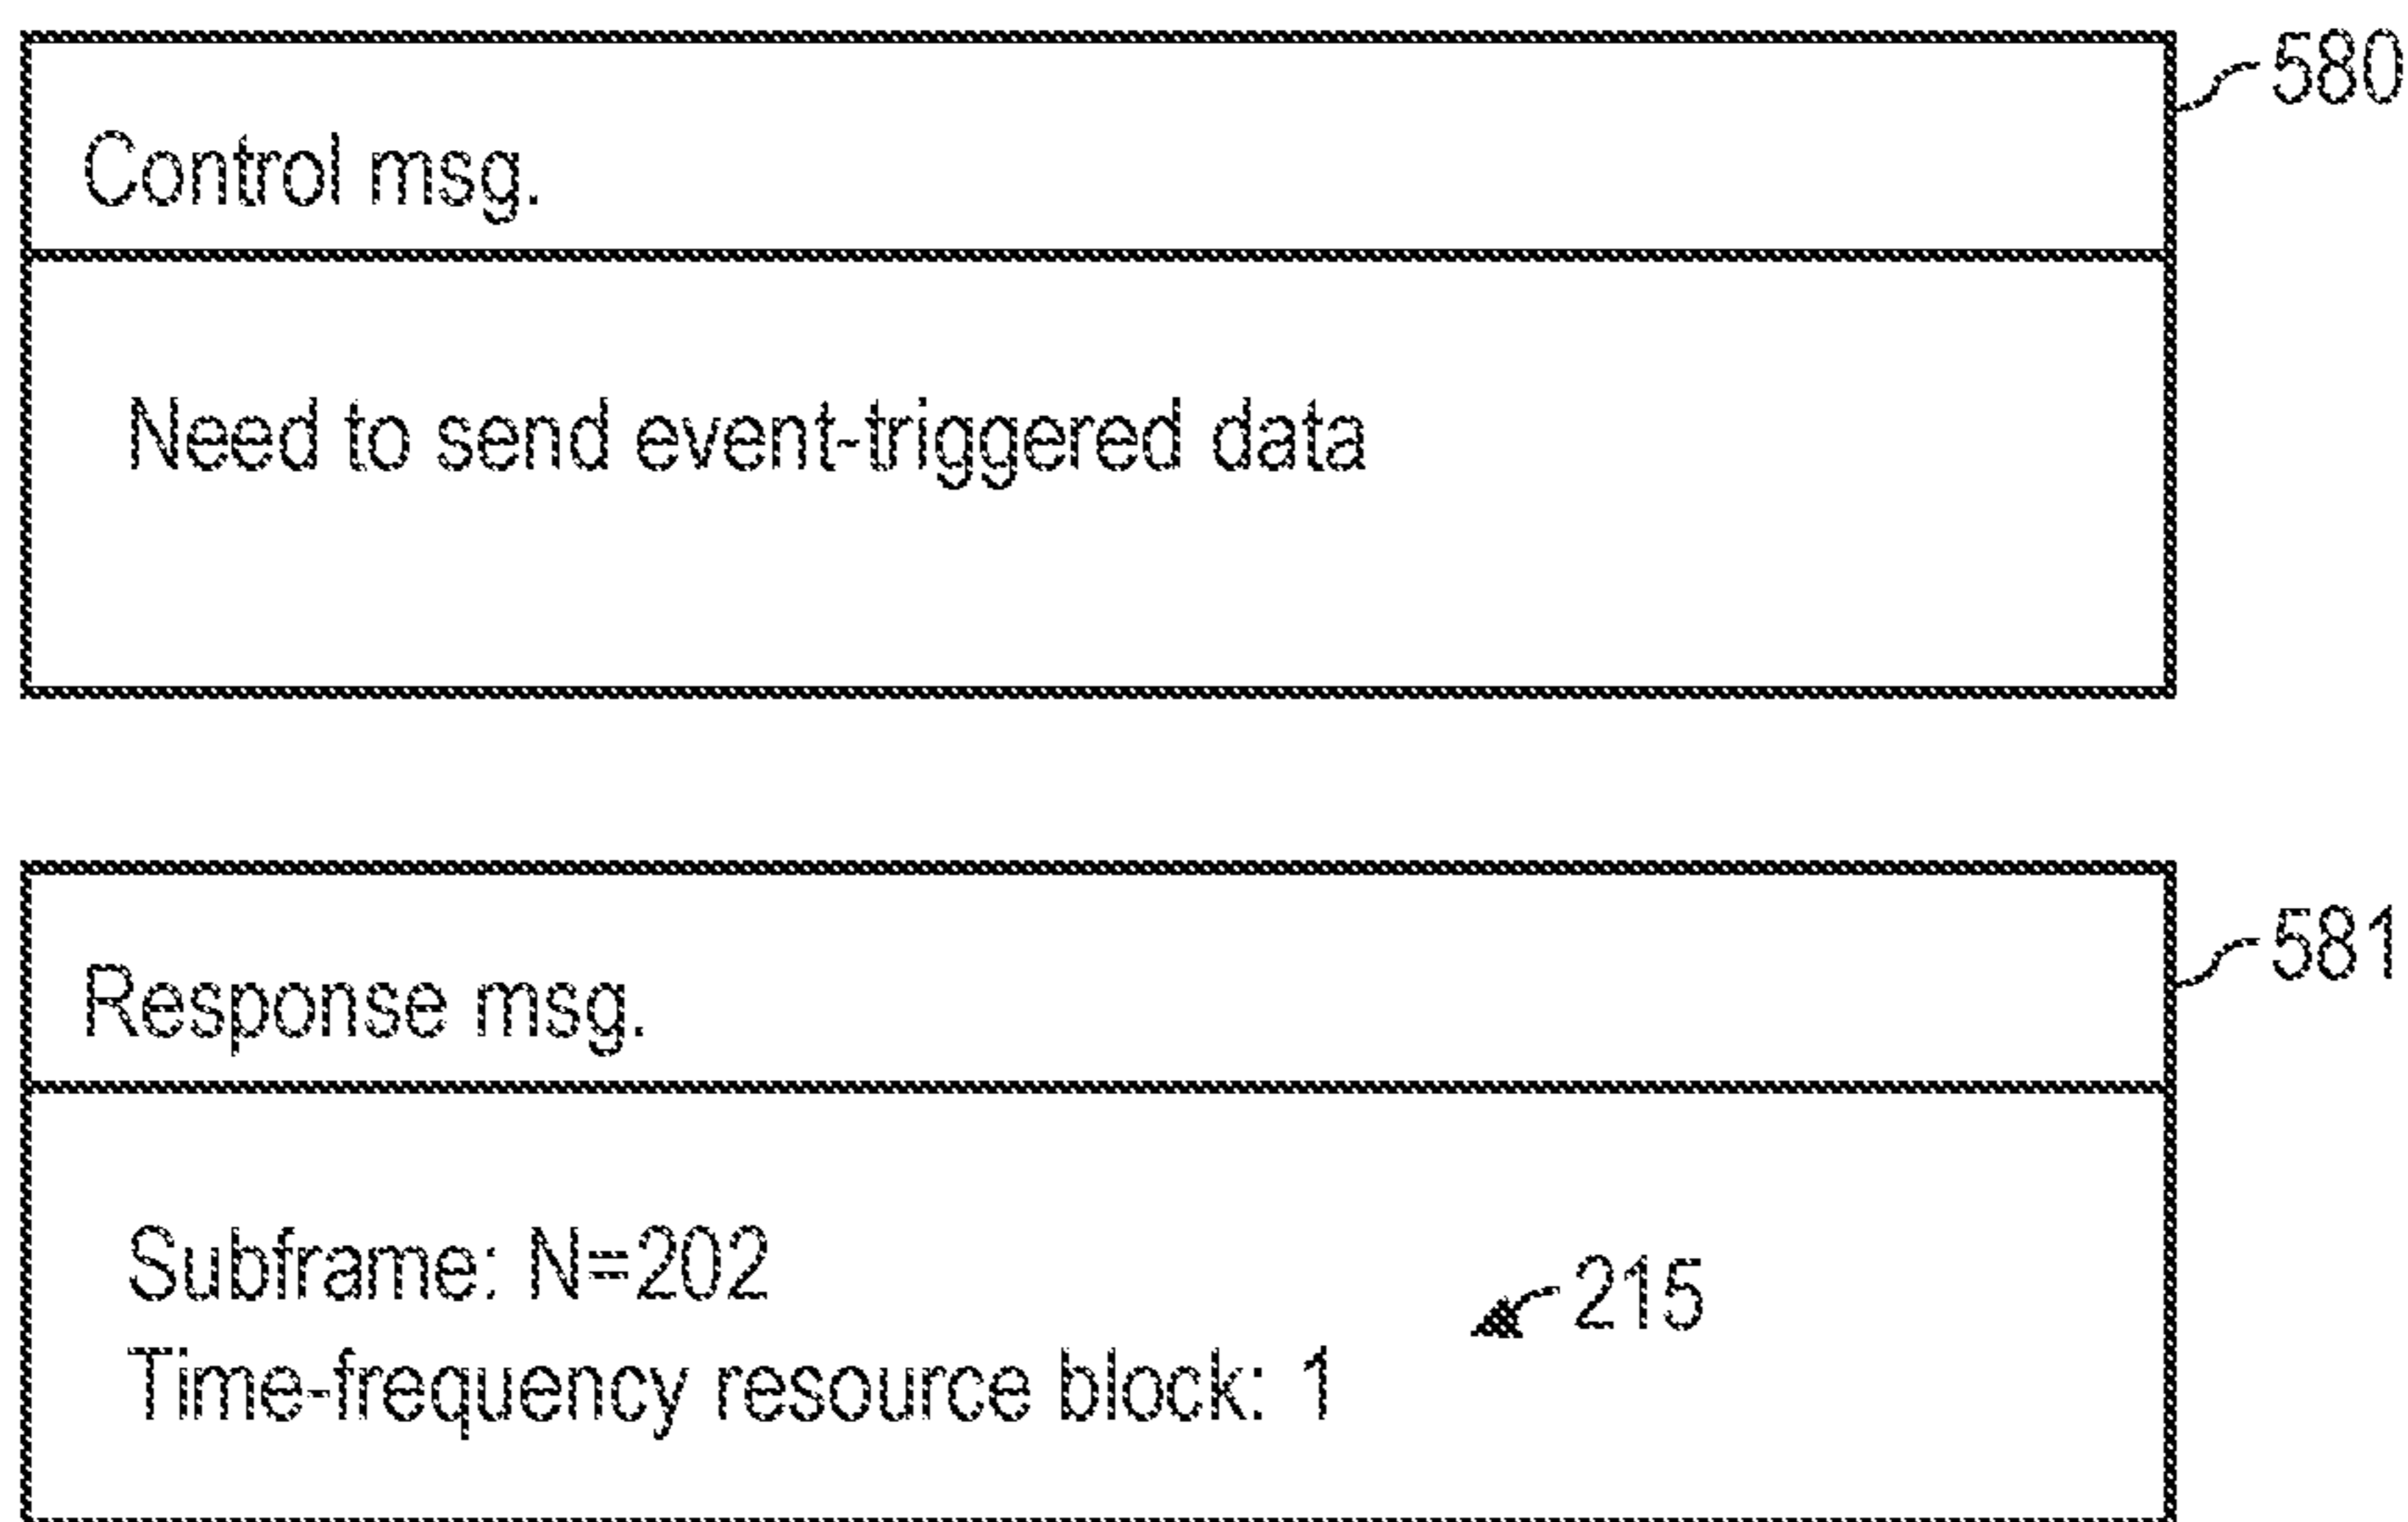 580
Control msg.
Need to send event-triggered data
581
Response msg.
Subframe: N=202
215
Time-frequency resource block: 1